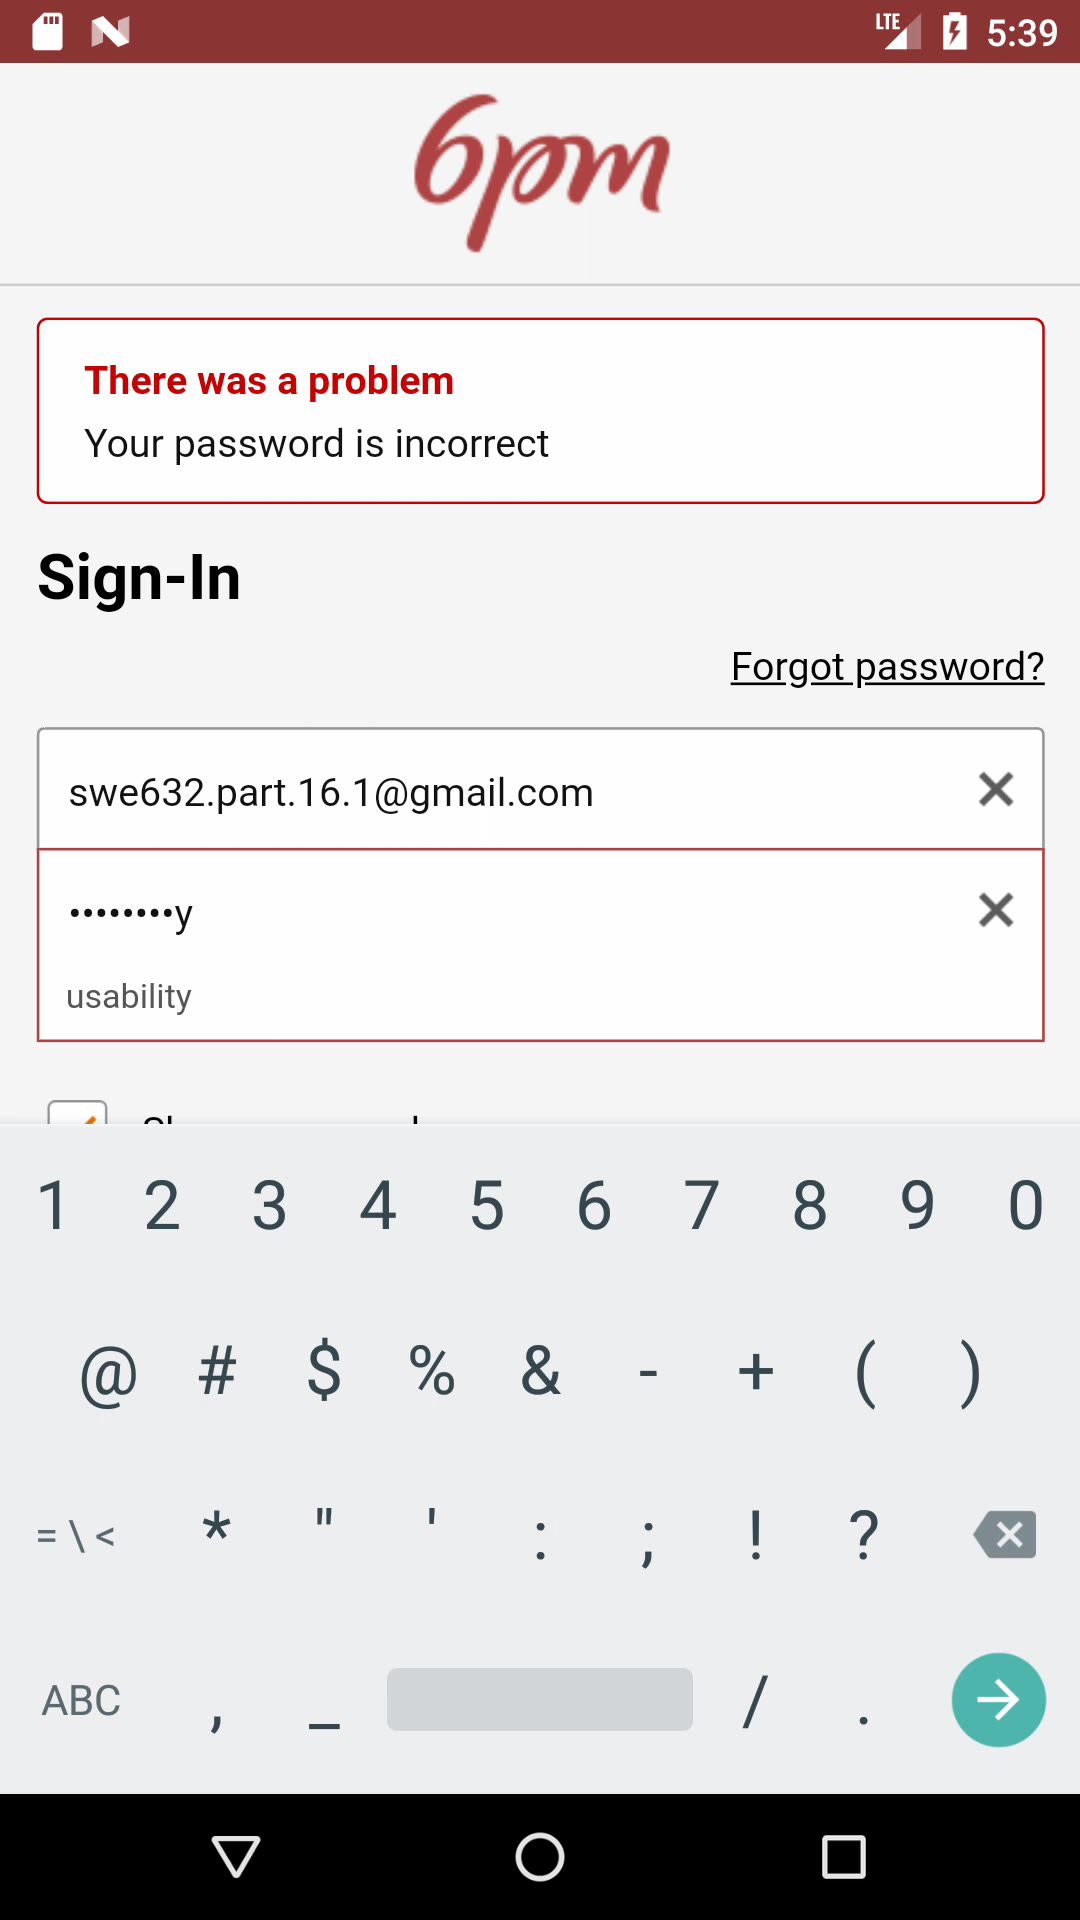 LTE 5:39
6pm
There was a problem
Your password is incorrect
Sign-In
Forgot password?
swe632.part.16.1@gmail.com
••••••••y
usability
1 2 3 4 5 6 7 8 9 0
@ # $ % & - + ( )
= \ < * " ' : ; ! ?
ABC , _ / .